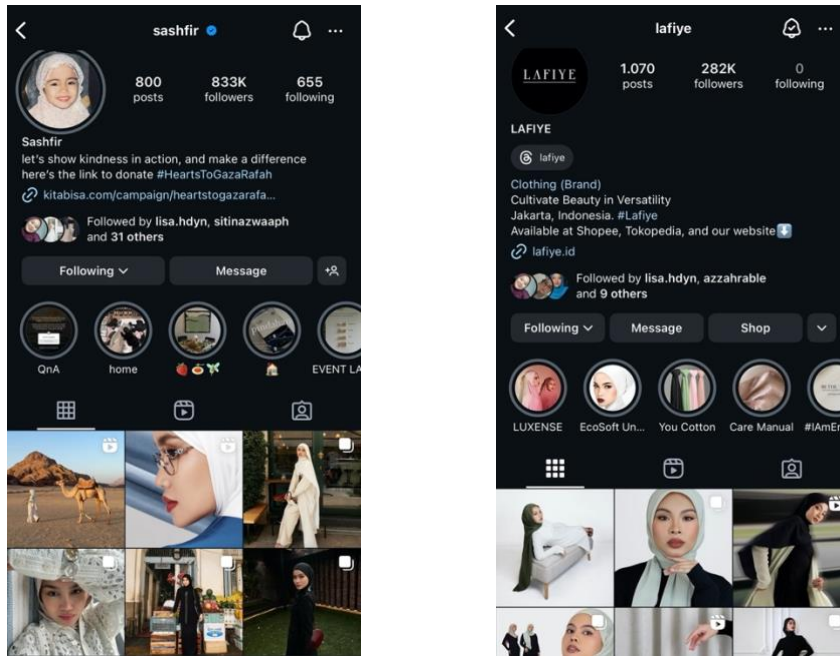 sashfir
800
posts
833K
followers
655
following
Sashfir
let's show kindness in action, and make a difference
here's the link to donate #HeartsToGazaRafah
kitabisa.com/campaign/heartstogazarafa...
Followed by lisa.hdyn, sitinazwaaph
and 31 others
Following
Message
QnA
home
EVENT LA
lafiye
LAFIYE
1.070
posts
282K
followers
0
following
LAFIYE
lafiye
Clothing (Brand)
Cultivate Beauty in Versatility
Jakarta, Indonesia. #Lafiye
Available at Shopee, Tokopedia, and our website
lafiye.id
Followed by lisa.hdyn, azzahrable
and 9 others
Following
Message
Shop
LUXENSE
EcoSoft Un...
You Cotton
Care Manual
#IAmEn